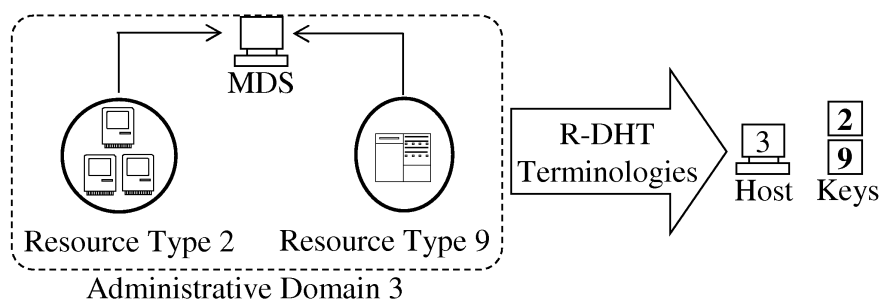 MDS
Resource Type 2
Resource Type 9
Administrative Domain 3
R-DHT
Terminologies
3
Host
2
9
Keys